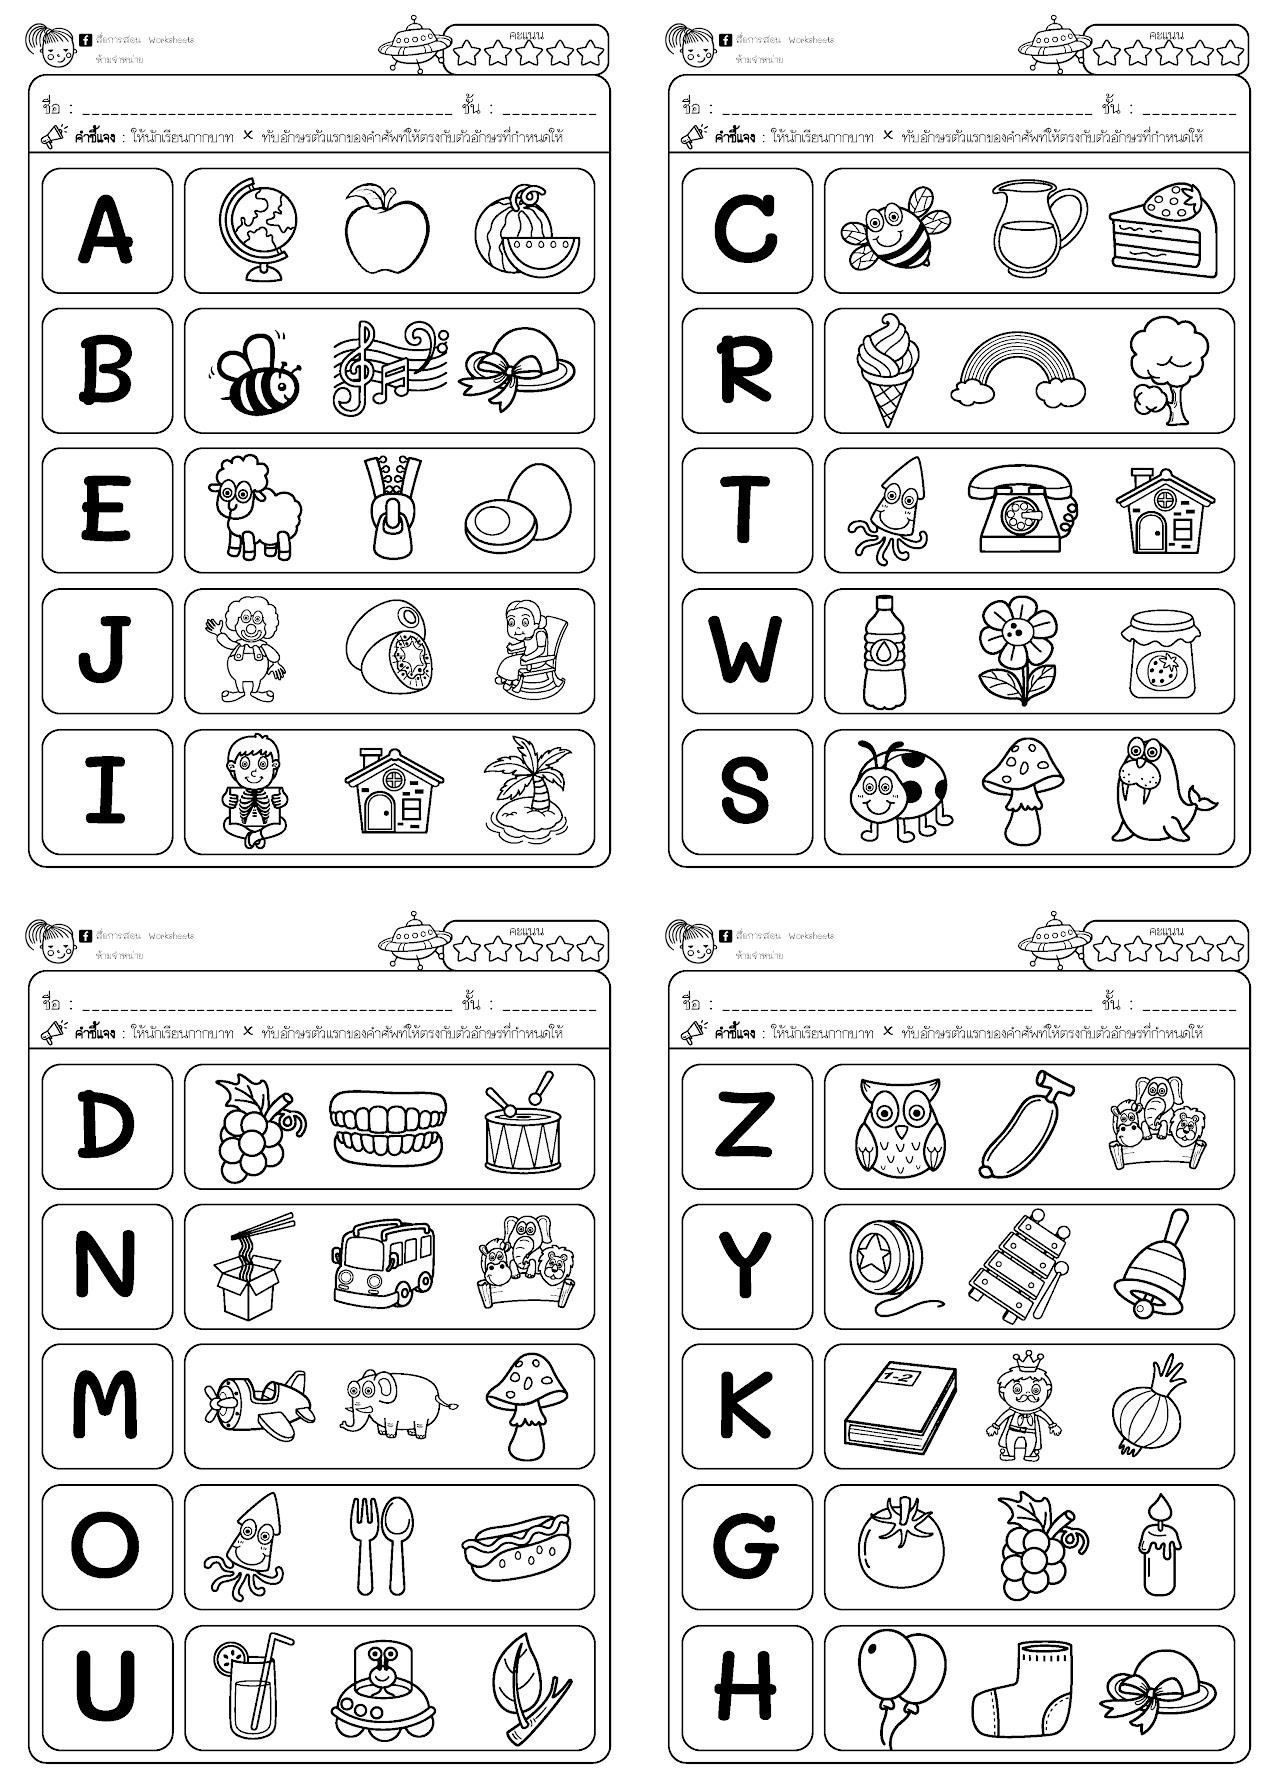 สื่อการสอน Worksheets
ห้ามจำหน่าย
คะแนน
ชื่อ : ชั้น :
คำชี้แจง : ให้นักเรียนกากบาท × ทับอักษรตัวแรกของคำศัพท์ให้ตรงกับตัวอักษรที่กำหนดให้
A
B
E
J
I
สื่อการสอน Worksheets
ห้ามจำหน่าย
คะแนน
ชื่อ : ชั้น :
คำชี้แจง : ให้นักเรียนกากบาท × ทับอักษรตัวแรกของคำศัพท์ให้ตรงกับตัวอักษรที่กำหนดให้
C
R
T
W
S
สื่อการสอน Worksheets
ห้ามจำหน่าย
คะแนน
ชื่อ : ชั้น :
คำชี้แจง : ให้นักเรียนกากบาท × ทับอักษรตัวแรกของคำศัพท์ให้ตรงกับตัวอักษรที่กำหนดให้
D
N
M
O
U
สื่อการสอน Worksheets
ห้ามจำหน่าย
คะแนน
ชื่อ : ชั้น :
คำชี้แจง : ให้นักเรียนกากบาท × ทับอักษรตัวแรกของคำศัพท์ให้ตรงกับตัวอักษรที่กำหนดให้
Z
Y
K
1-2
G
H